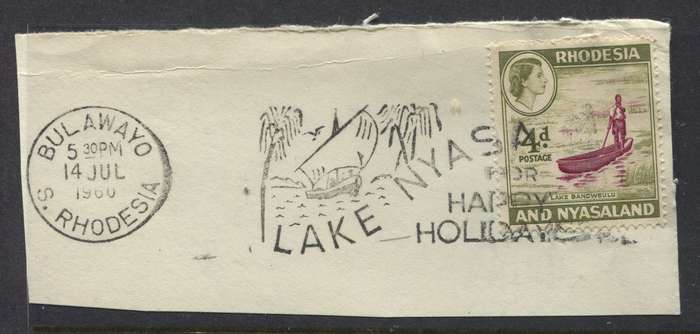 BULAWAYO
5 30PM
14 JUL
1960
S. RHODESIA
LAKE NYASA
FOR
HAPPY
HOLIDAYS
RHODESIA
4d.
POSTAGE
LAKE BANGWEULU
AND NYASALAND